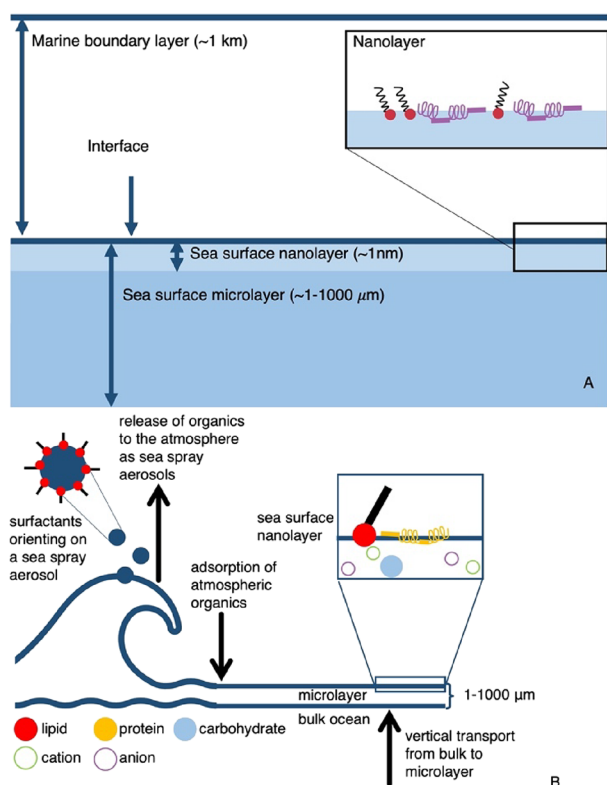 Marine boundary layer (~1 km)
Nanolayer
Interface
Sea surface nanolayer (~1nm)
Sea surface microlayer (~1-1000 μm)
A
release of organics
to the atmosphere
as sea spray
aerosols
surfactants
orienting on
a sea spray
aerosol
sea surface
nanolayer
adsorption of
atmospheric
organics
microlayer
1-1000 μm
bulk ocean
lipid
protein
carbohydrate
cation
anion
vertical transport
from bulk to
microlayer
B